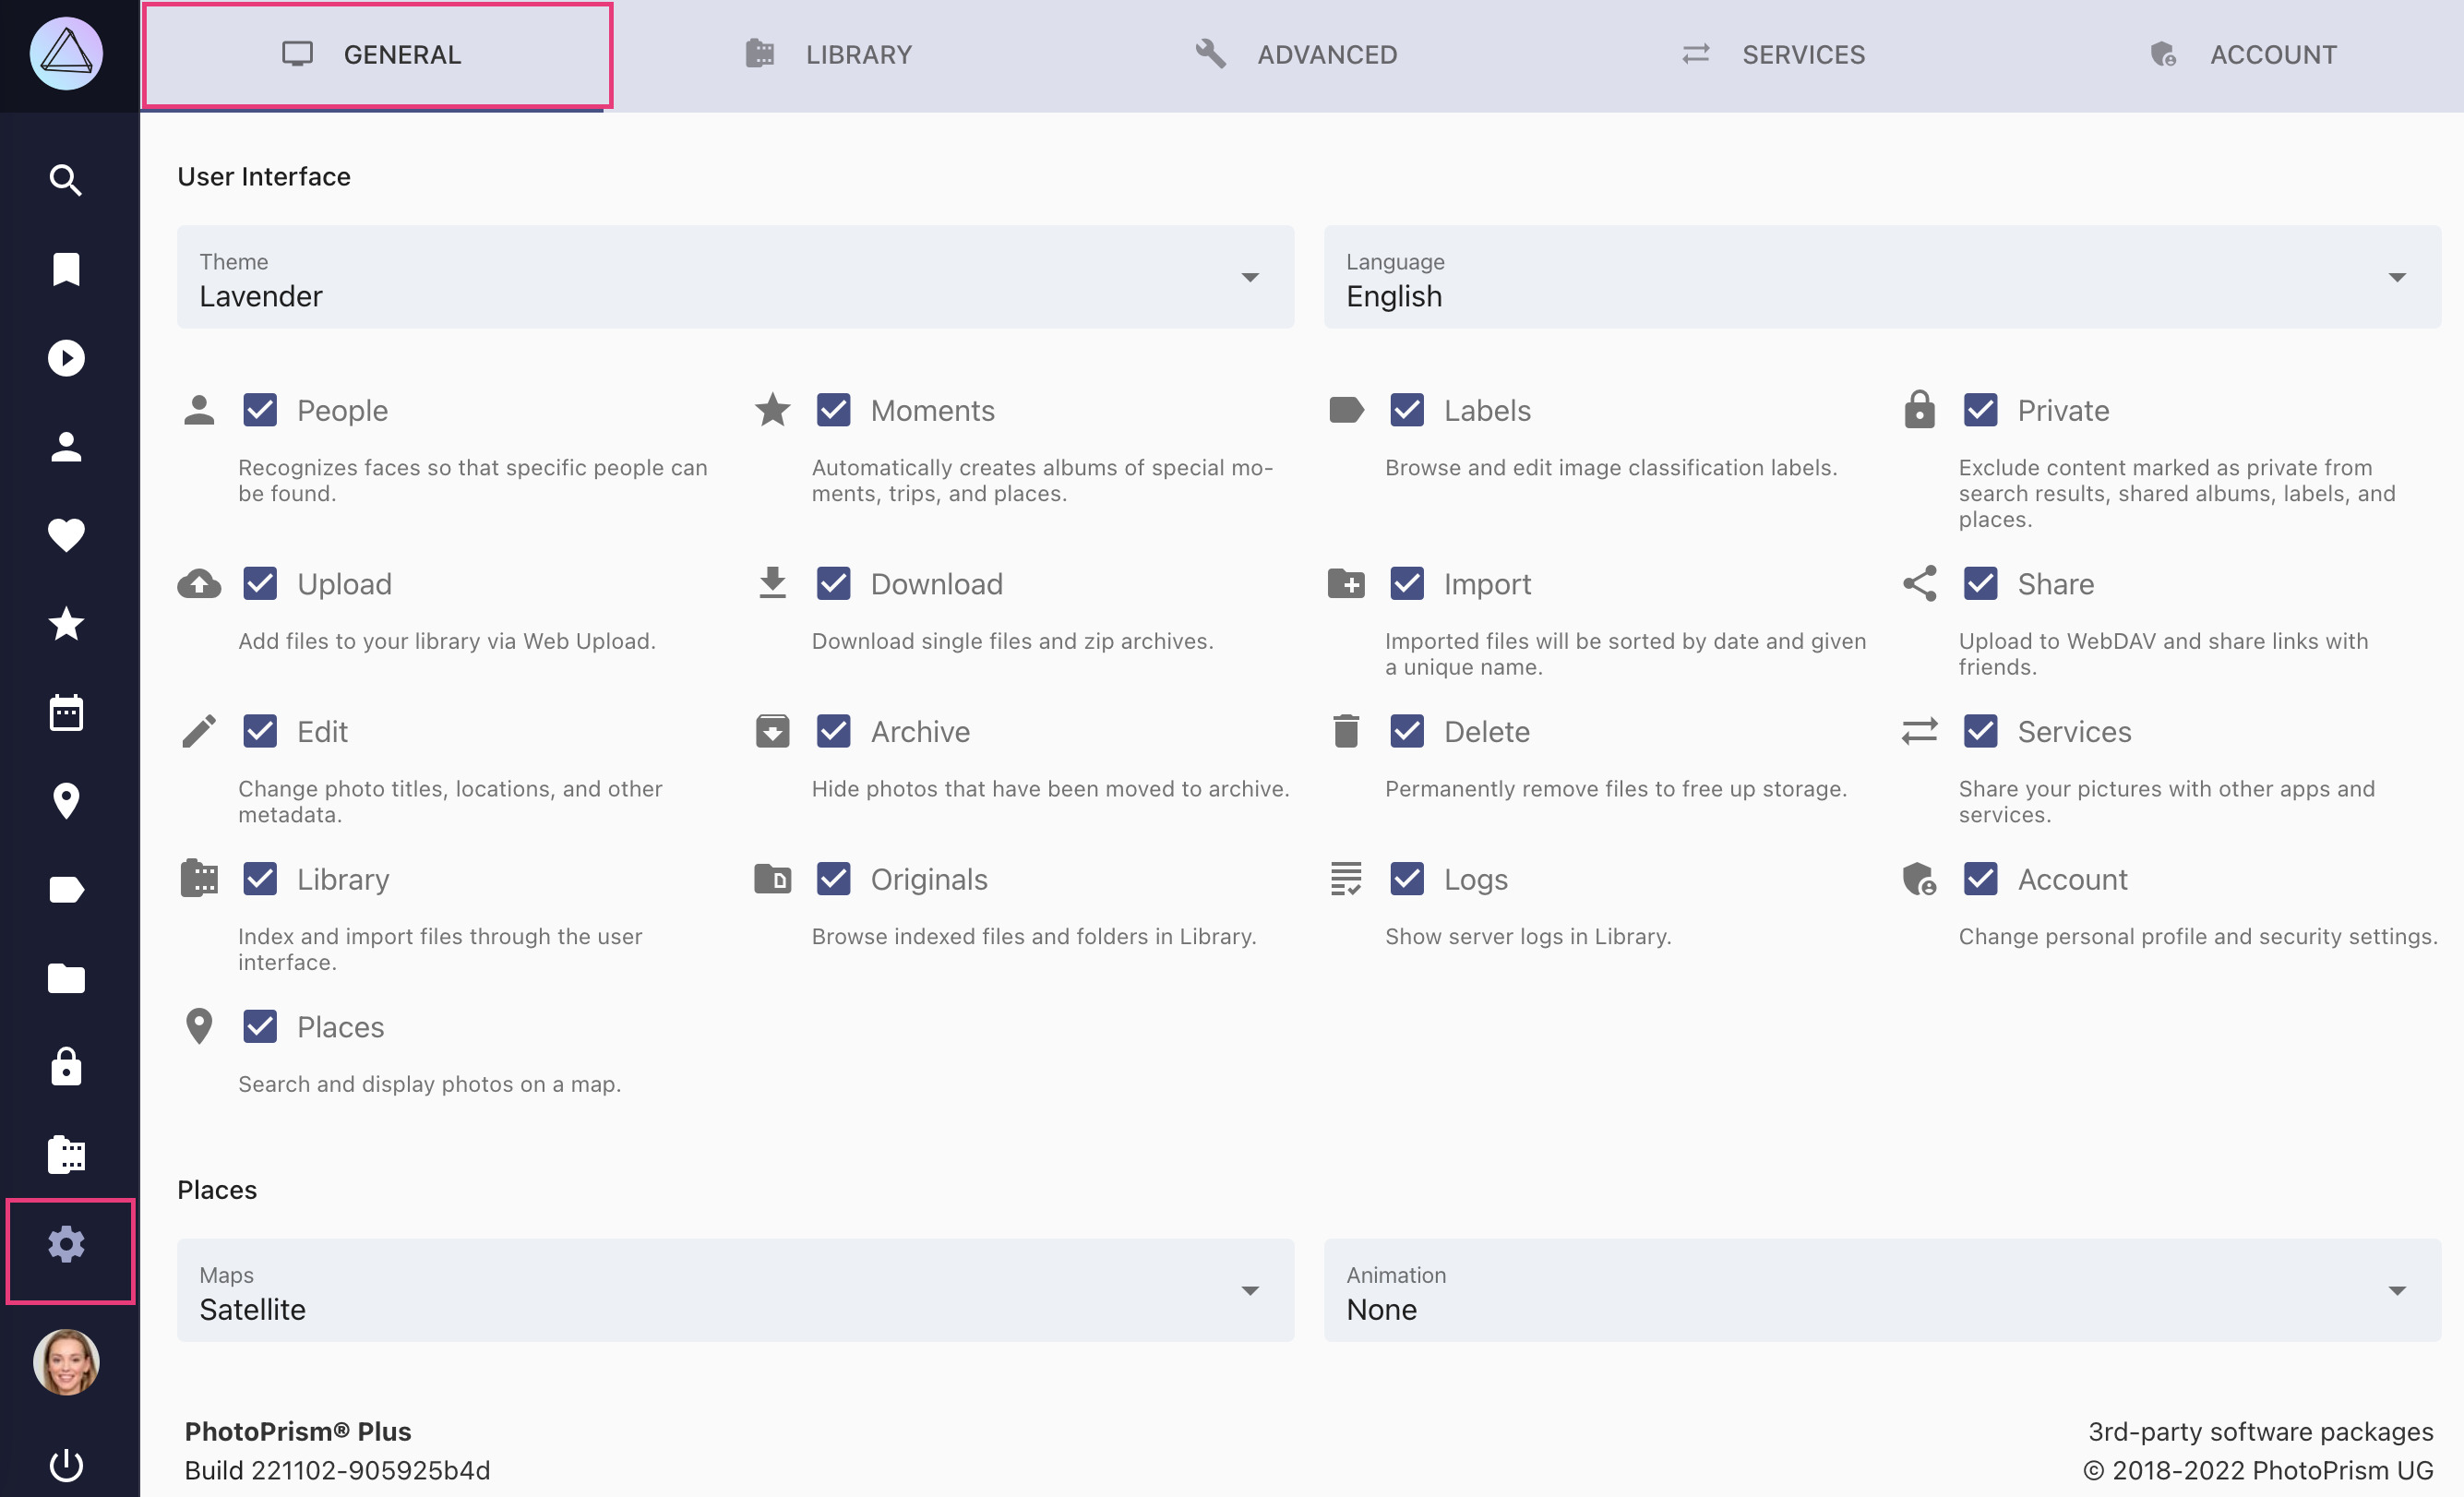 GENERAL
LIBRARY
ADVANCED
SERVICES
ACCOUNT
User Interface
Theme
Lavender
Language
English
People
Recognizes faces so that specific people can
be found.
Moments
Automatically creates albums of special mo-
ments, trips, and places.
Labels
Browse and edit image classification labels.
Private
Exclude content marked as private from
search results, shared albums, labels, and
places.
Upload
Add files to your library via Web Upload.
Download
Download single files and zip archives.
Import
Imported files will be sorted by date and given
a unique name.
Share
Upload to WebDAV and share links with
friends.
Edit
Change photo titles, locations, and other
metadata.
Archive
Hide photos that have been moved to archive.
Delete
Permanently remove files to free up storage.
Services
Share your pictures with other apps and
services.
Library
Index and import files through the user
interface.
Originals
Browse indexed files and folders in Library.
Logs
Show server logs in Library.
Account
Change personal profile and security settings.
Places
Search and display photos on a map.
Places
Maps
Satellite
Animation
None
PhotoPrism® Plus
Build 221102-905925b4d
3rd-party software packages
© 2018-2022 PhotoPrism UG